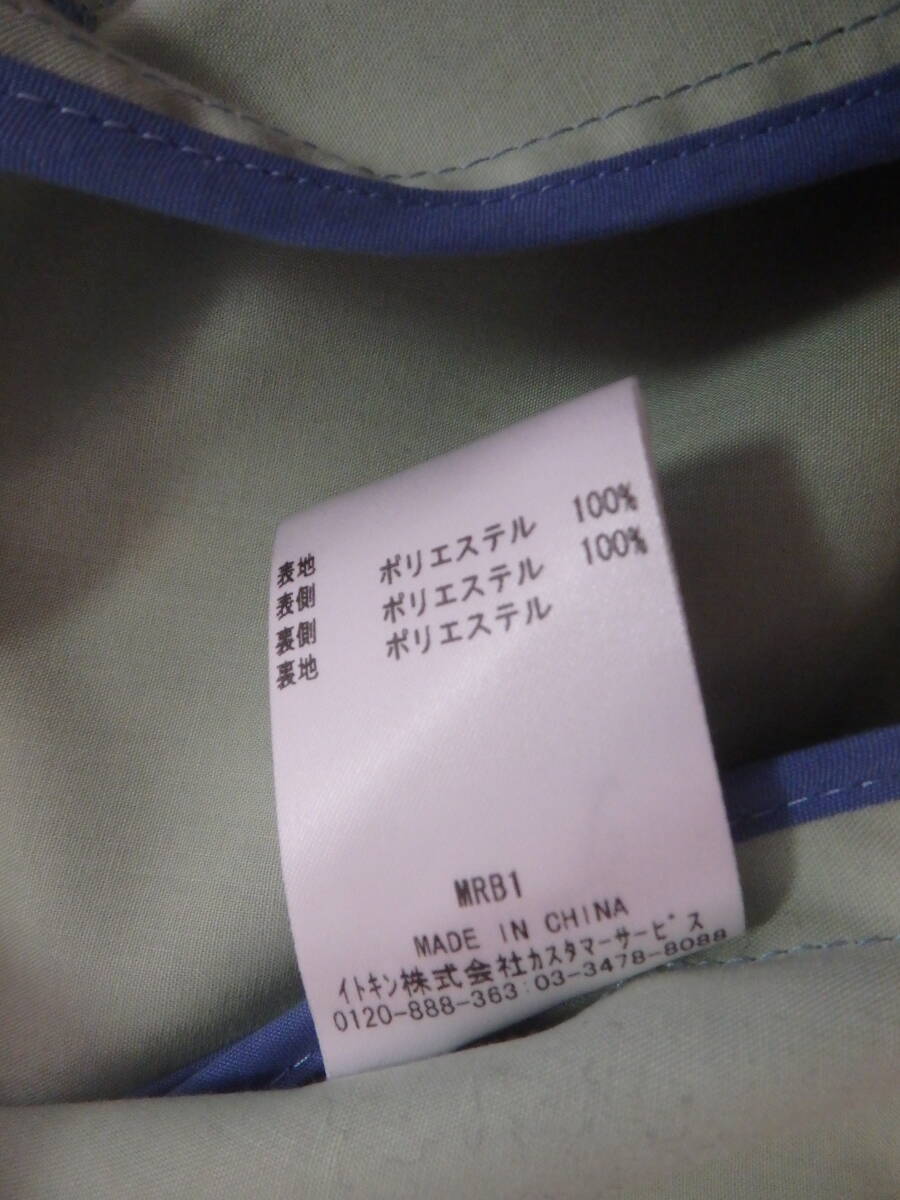 表地 ポリエステル 100%
表側 ポリエステル 100%
裏側 ポリエステル
裏地
MRB1
MADE IN CHINA
イトキン株式会社カスタマーサービス
0120-888-363:03-3478-8088